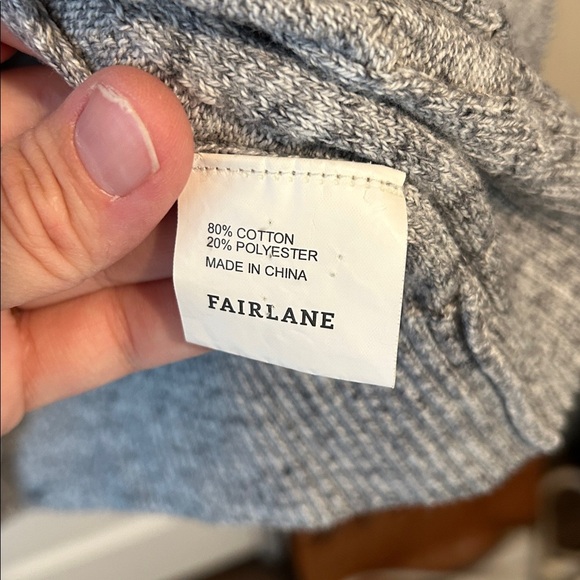 80% COTTON
20% POLYESTER
MADE IN CHINA
FAIRLANE